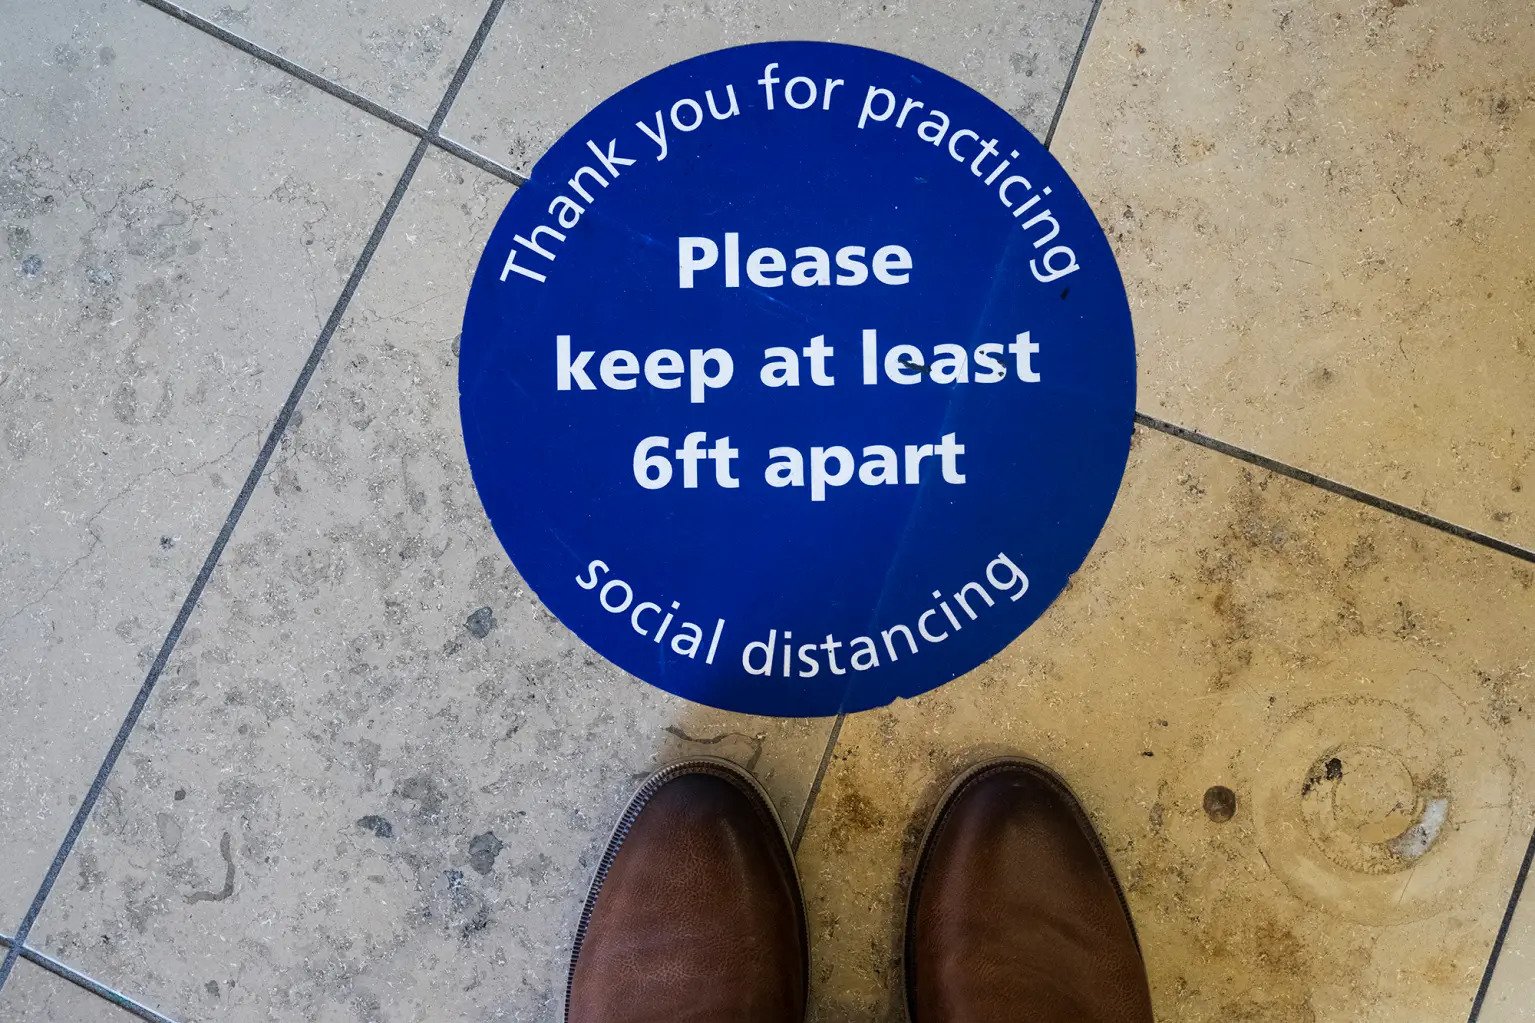 Thank you for practicing
Please
keep at least
6ft apart
social distancing